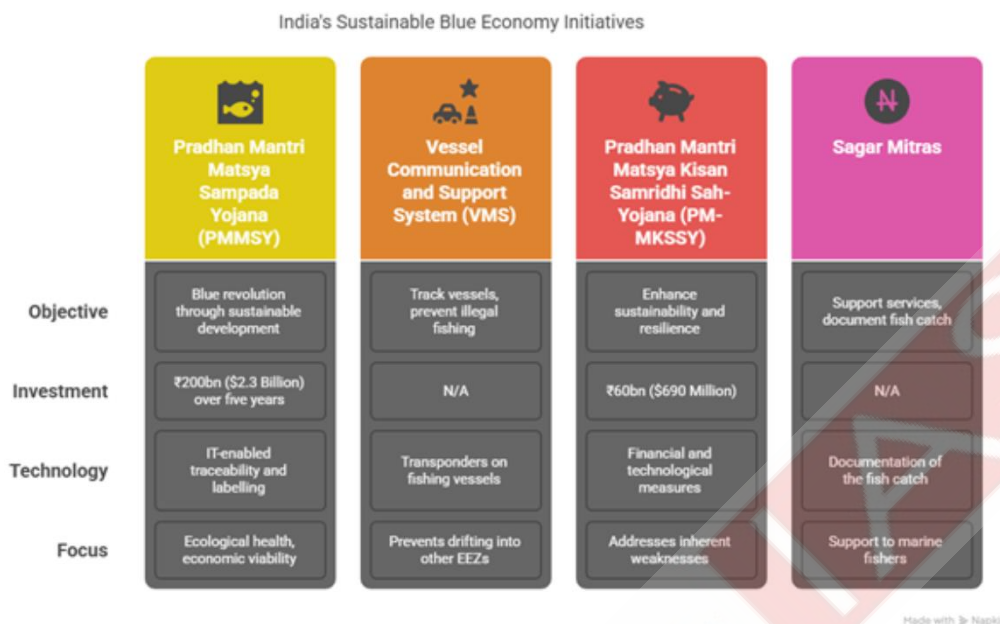 India's Sustainable Blue Economy Initiatives
Pradhan Mantri
Matsya
Sampada
Yojana
(PMMSY)
Vessel
Communication
and Support
System (VMS)
Pradhan Mantri
Matsya Kisan
Samridhi Sah-
Yojana (PM-
MKSSY)
Sagar Mitras
Objective
Blue revolution
through sustainable
development
Track vessels,
prevent illegal
fishing
Enhance
sustainability and
resilience
Support services,
document fish catch
Investment
₹200bn ($2.3 Billion)
over five years
N/A
₹60bn ($690 Million)
N/A
Technology
IT-enabled
traceability and
labelling
Transponders on
fishing vessels
Financial and
technological
measures
Documentation of
the fish catch
Focus
Ecological health,
economic viability
Prevents drifting into
other EEZs
Addresses inherent
weaknesses
Support to marine
fishers
IAS
Made with Napki